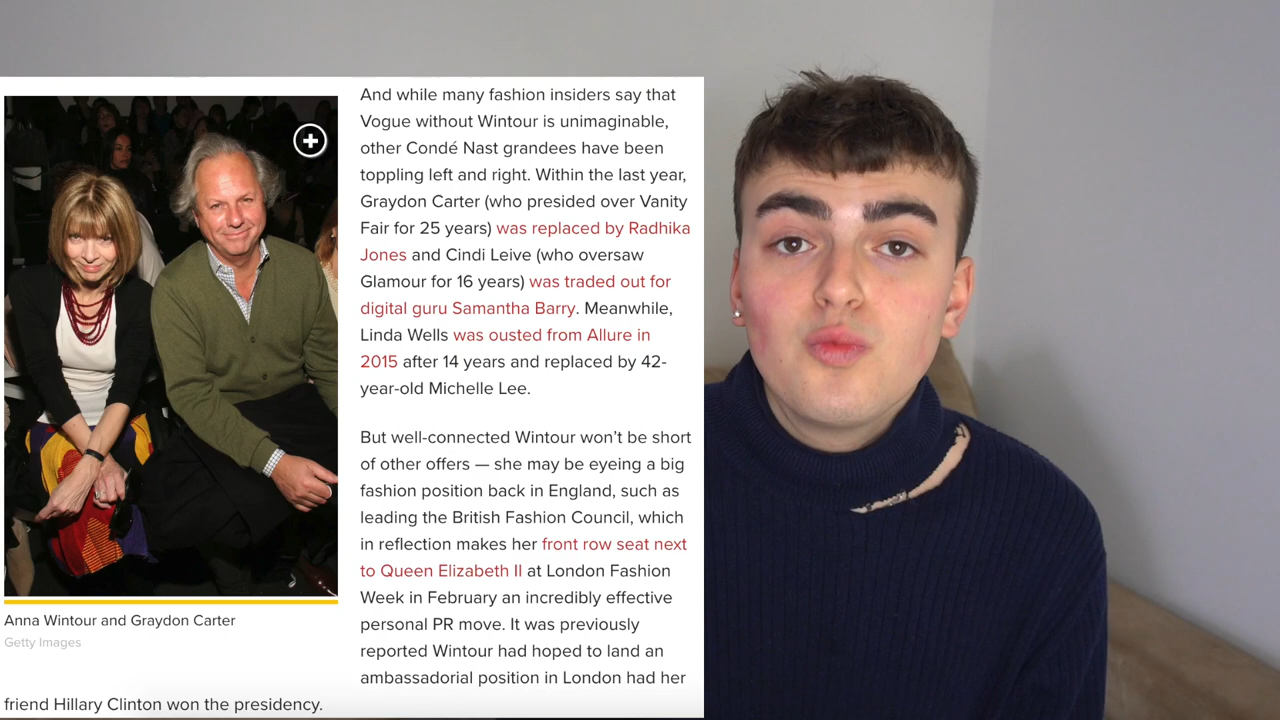 And while many fashion insiders say that
Vogue without Wintour is unimaginable,
other Condé Nast grandees have been
toppling left and right. Within the last year,
Graydon Carter (who presided over Vanity
Fair for 25 years) was replaced by Radhika
Jones and Cindi Leive (who oversaw
Glamour for 16 years) was traded out for
digital guru Samantha Barry. Meanwhile,
Linda Wells was ousted from Allure in
2015 after 14 years and replaced by 42-
year-old Michelle Lee.
But well-connected Wintour won’t be short
of other offers — she may be eyeing a big
fashion position back in England, such as
leading the British Fashion Council, which
in reflection makes her front row seat next
to Queen Elizabeth II at London Fashion
Week in February an incredibly effective
personal PR move. It was previously
reported Wintour had hoped to land an
ambassadorial position in London had her
friend Hillary Clinton won the presidency.
Anna Wintour and Graydon Carter
Getty Images